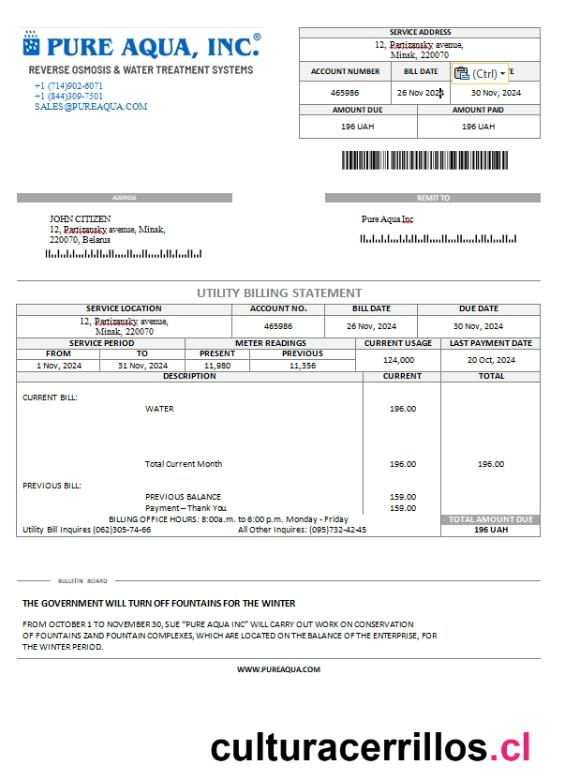 PURE AQUA, INC.®
REVERSE OSMOSIS & WATER TREATMENT SYSTEMS
+1 (714)902-6071
+1 (844)309-7501
SALES@PUREAQUA.COM
SERVICE ADDRESS
12, Partizansky avenue,
Minsk, 220070
ACCOUNT NUMBER BILL DATE (Ctrl)
465986 26 Nov 2024 30 Nov, 2024
AMOUNT DUE AMOUNT PAID
196 UAH 196 UAH
ADDRESS REMIT TO
JOHN CITIZEN
12, Partizansky avenue, Minsk,
220070, Belarus
Pure Aqua Inc
UTILITY BILLING STATEMENT
SERVICE LOCATION ACCOUNT NO. BILL DATE DUE DATE
12, Partizansky avenue,
Minsk, 220070
465986 26 Nov, 2024 30 Nov, 2024
SERVICE PERIOD METER READINGS CURRENT USAGE LAST PAYMENT DATE
FROM TO PRESENT PREVIOUS
124,000 20 Oct, 2024
1 Nov, 2024 31 Nov, 2024 11,980 11,356
DESCRIPTION CURRENT TOTAL
CURRENT BILL:
WATER 196.00
Total Current Month 196.00 196.00
PREVIOUS BILL:
PREVIOUS BALANCE 159.00
Payment – Thank You 159.00
BILLING OFFICE HOURS: 8:00a.m. to 6:00 p.m. Monday - Friday TOTAL AMOUNT DUE
Utility Bill Inquires (062)305-74-66 All Other Inquires: (095)732-42-45 196 UAH
BULLETIN BOARD
THE GOVERNMENT WILL TURN OFF FOUNTAINS FOR THE WINTER
FROM OCTOBER 1 TO NOVEMBER 30, SUE "PURE AQUA INC" WILL CARRY OUT WORK ON CONSERVATION
OF FOUNTAINS ZAND FOUNTAIN COMPLEXES, WHICH ARE LOCATED ON THE BALANCE OF THE ENTERPRISE, FOR
THE WINTER PERIOD.
WWW.PUREAQUA.COM
culturacerrillos.cl